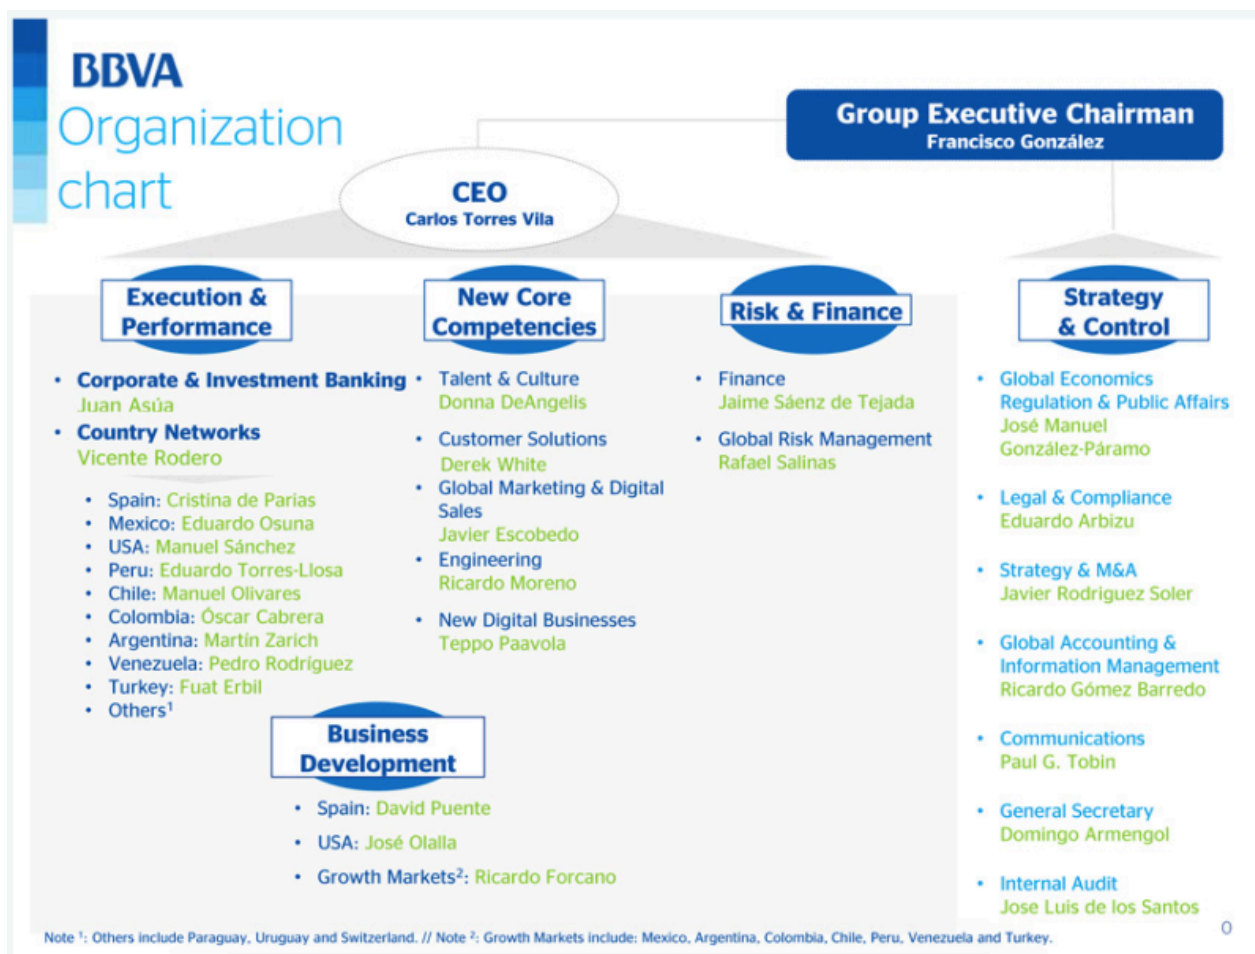 BBVA
Organization
chart
Group Executive Chairman
Francisco González
CEO
Carlos Torres Vila
Execution &
Performance
• Corporate & Investment Banking
Juan Asúa
• Country Networks
Vicente Rodero
• Spain: Cristina de Parias
• Mexico: Eduardo Osuna
• USA: Manuel Sánchez
• Peru: Eduardo Torres-Llosa
• Chile: Manuel Olivares
• Colombia: Óscar Cabrera
• Argentina: Martín Zarich
• Venezuela: Pedro Rodríguez
• Turkey: Fuat Erbil
• Others¹
New Core
Competencies
• Talent & Culture
Donna DeAngelis
• Customer Solutions
Derek White
• Global Marketing & Digital
Sales
Javier Escobedo
• Engineering
Ricardo Moreno
• New Digital Businesses
Teppo Paavola
Risk & Finance
• Finance
Jaime Sáenz de Tejada
• Global Risk Management
Rafael Salinas
Business
Development
• Spain: David Puente
• USA: José Olalla
• Growth Markets²: Ricardo Forcano
Strategy
& Control
• Global Economics
Regulation & Public Affairs
José Manuel
González-Páramo
• Legal & Compliance
Eduardo Arbizu
• Strategy & M&A
Javier Rodriguez Soler
• Global Accounting &
Information Management
Ricardo Gómez Barredo
• Communications
Paul G. Tobin
• General Secretary
Domingo Armengol
• Internal Audit
Jose Luis de los Santos
Note ¹: Others include Paraguay, Uruguay and Switzerland. // Note ²: Growth Markets include: Mexico, Argentina, Colombia, Chile, Peru, Venezuela and Turkey.
0